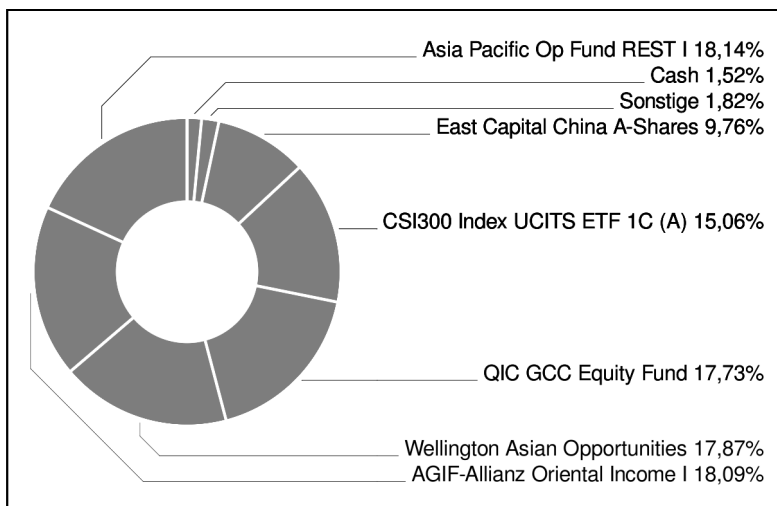 Asia Pacific Op Fund REST I 18,14%
Cash 1,52%
Sonstige 1,82%
East Capital China A-Shares 9,76%
CSI300 Index UCITS ETF 1C (A) 15,06%
QIC GCC Equity Fund 17,73%
Wellington Asian Opportunities 17,87%
AGIF-Allianz Oriental Income I 18,09%